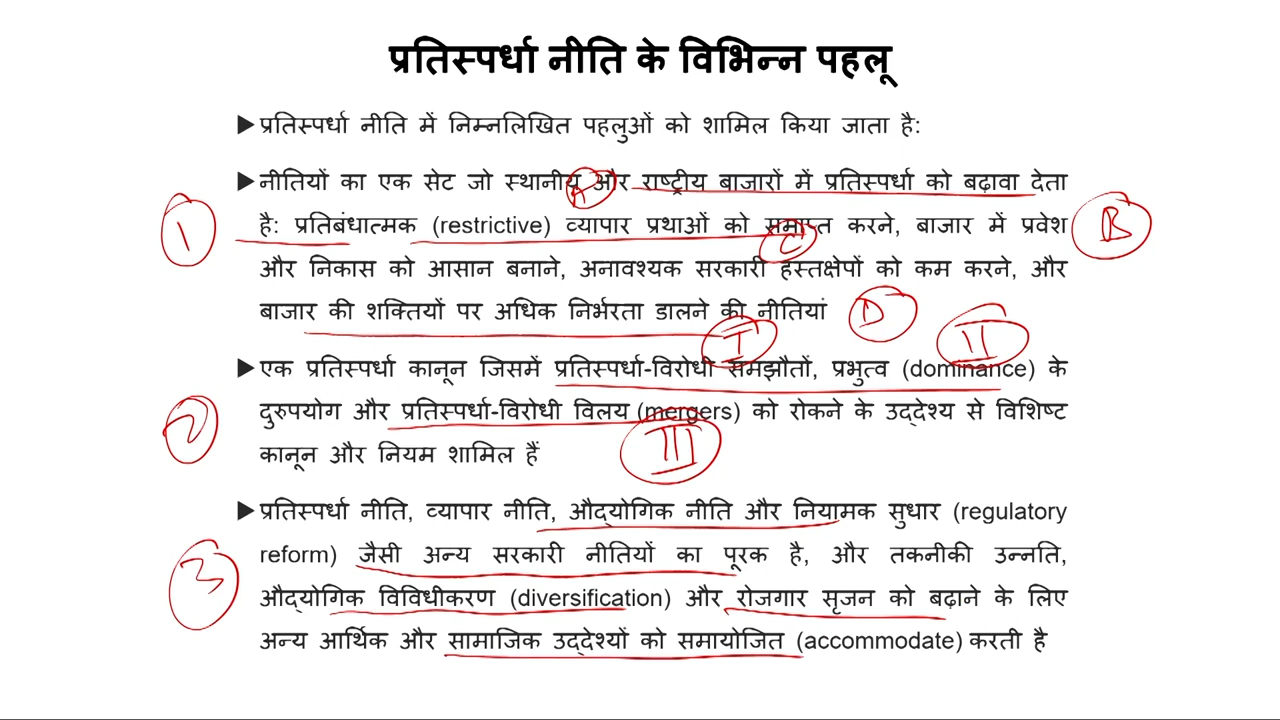 प्रतिस्पर्धा नीति के विभिन्न पहलू
▶प्रतिस्पर्धा नीति में निम्नलिखित पहलुओं को शामिल किया जाता है:
▶नीतियों का एक सेट जो स्थानीय और राष्ट्रीय बाजारों में प्रतिस्पर्धा को बढ़ावा देता
A
1
है: प्रतिबंधात्मक (restrictive) व्यापार प्रथाओं को समाप्त करने, बाजार में प्रवेश
B
C
और निकास को आसान बनाने, अनावश्यक सरकारी हस्तक्षेपों को कम करने, और
बाजार की शक्तियों पर अधिक निर्भरता डालने की नीतियां
D
I
II
▶एक प्रतिस्पर्धा कानून जिसमें प्रतिस्पर्धा-विरोधी समझौतों, प्रभुत्व (dominance) के
2
दुरुपयोग और प्रतिस्पर्धा-विरोधी विलय (mergers) को रोकने के उद्देश्य से विशिष्ट
III
कानून और नियम शामिल हैं
▶प्रतिस्पर्धा नीति, व्यापार नीति, औद्योगिक नीति और नियामक सुधार (regulatory
reform) जैसी अन्य सरकारी नीतियों का पूरक है, और तकनीकी उन्नति,
3
औद्योगिक विविधीकरण (diversification) और रोजगार सृजन को बढ़ाने के लिए
अन्य आर्थिक और सामाजिक उद्देश्यों को समायोजित (accommodate) करती है